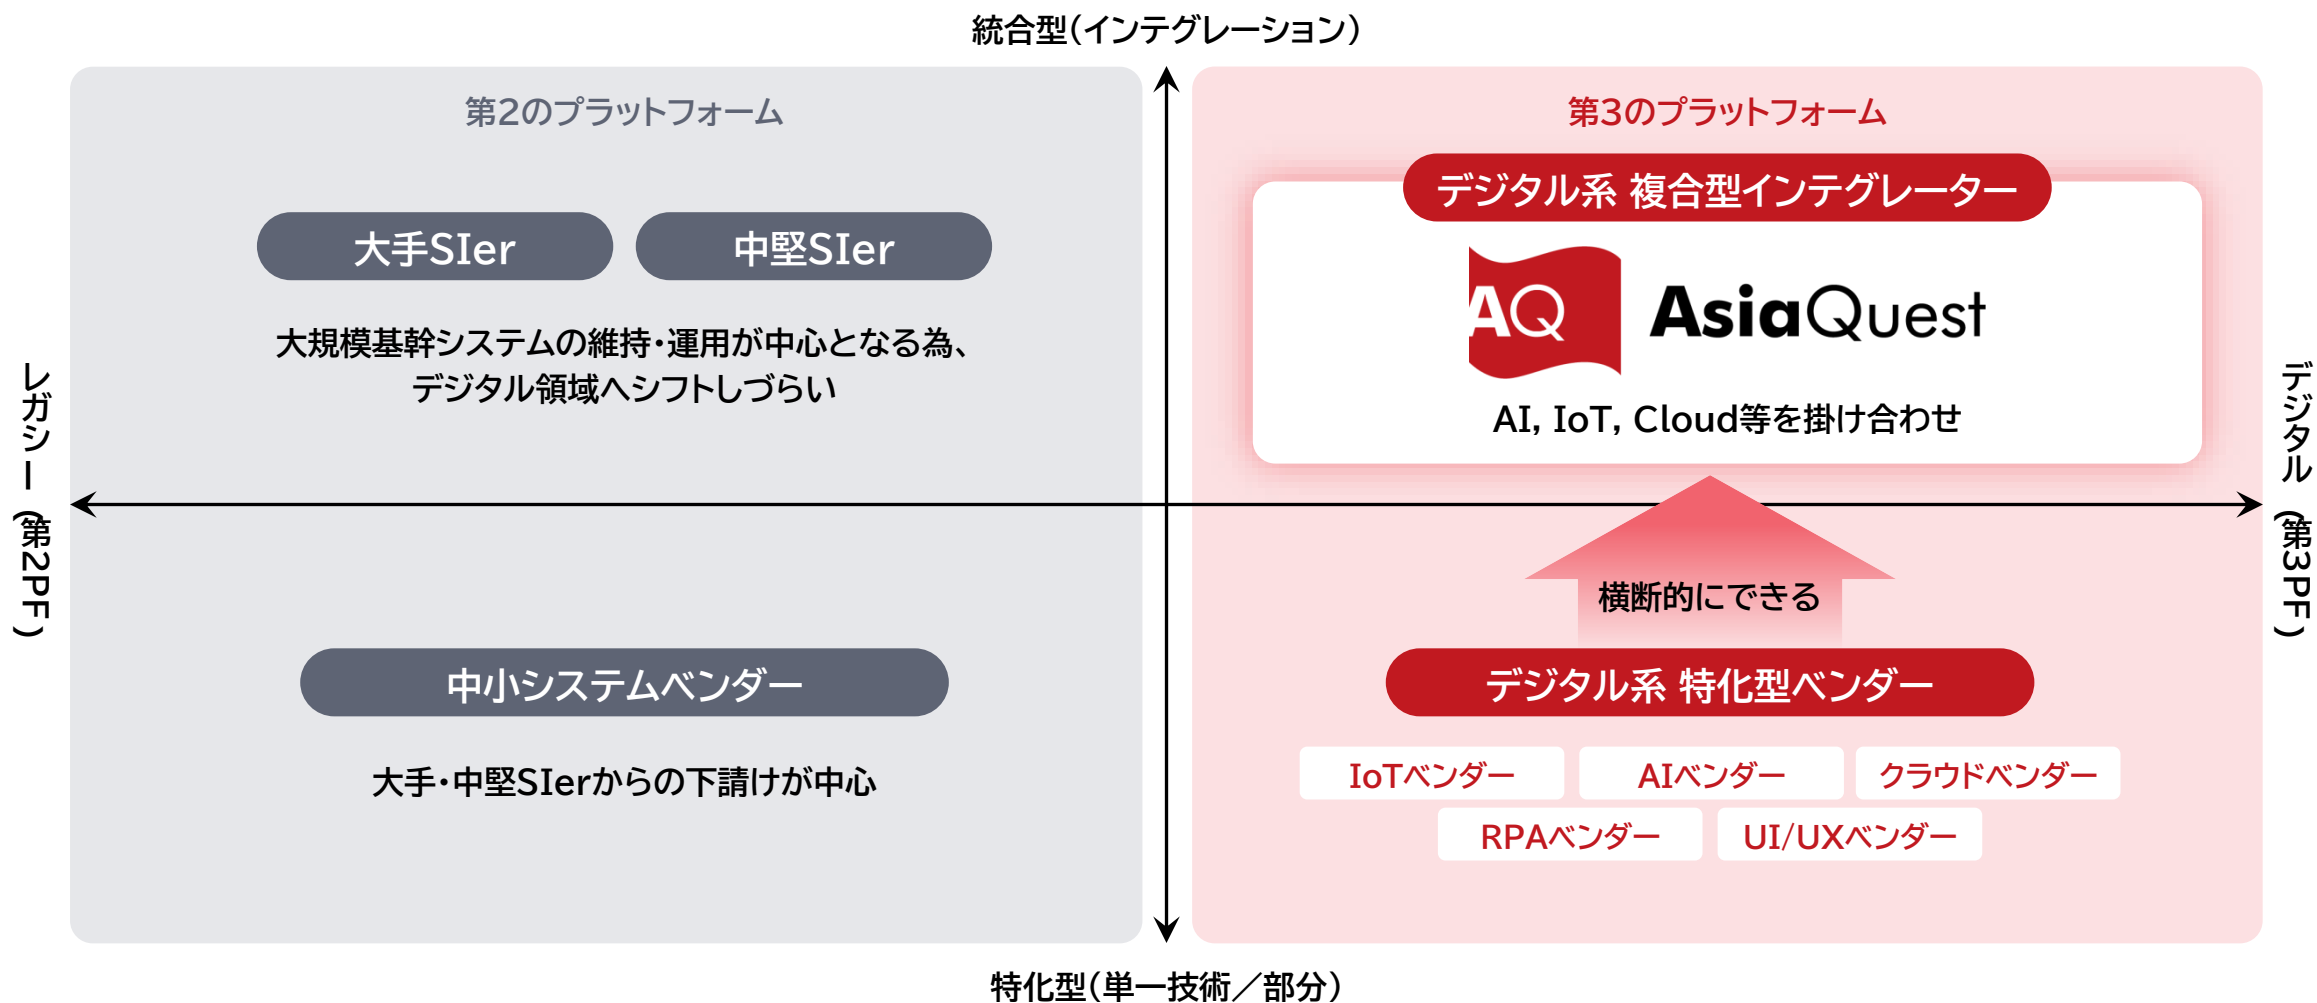 統合型(インテグレーション)
第2のプラットフォーム
大手SIer
中堅SIer
大規模基幹システムの維持・運用が中心となる為、
デジタル領域へシフトしづらい
レガシー(第2PF)
中小システムベンダー
大手・中堅SIerからの下請けが中心
第3のプラットフォーム
デジタル系 複合型インテグレーター
AQ
AsiaQuest
AI, IoT, Cloud等を掛け合わせ
デジタル(第3PF)
横断的にできる
デジタル系 特化型ベンダー
IoTベンダー
AIベンダー
クラウドベンダー
RPAベンダー
UI/UXベンダー
特化型(単一技術／部分)